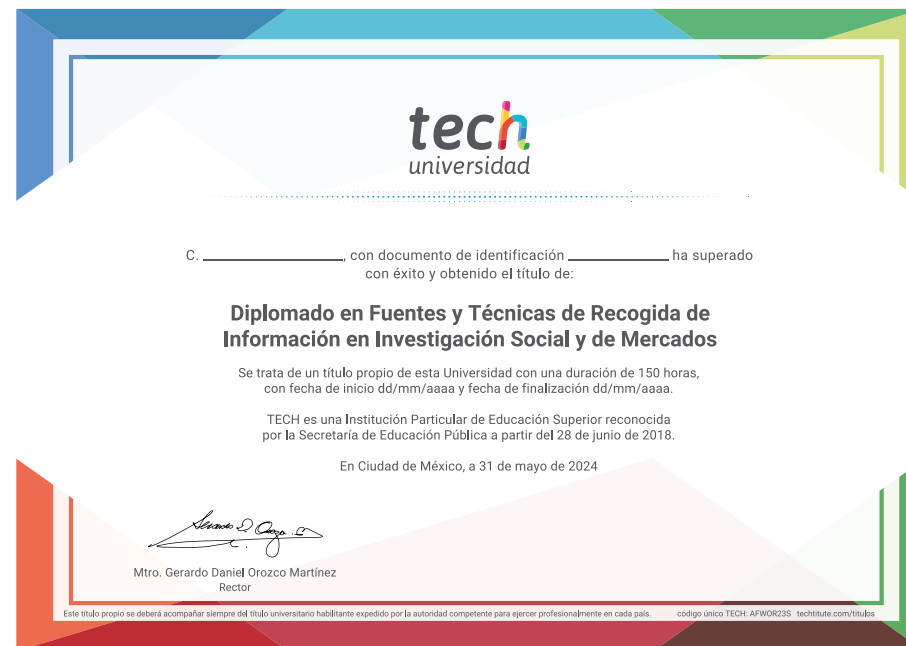 tech
universidad
C. ____________, con documento de identificación ____________ ha superado
con éxito y obtenido el título de:
Diplomado en Fuentes y Técnicas de Recogida de
Información en Investigación Social y de Mercados
Se trata de un título propio de esta Universidad con una duración de 150 horas,
con fecha de inicio dd/mm/aaaa y fecha de finalización dd/mm/aaaa.
TECH es una Institución Particular de Educación Superior reconocida
por la Secretaría de Educación Pública a partir del 28 de junio de 2018.
En Ciudad de México, a 31 de mayo de 2024
Mtro. Gerardo Daniel Orozco Martínez
Rector
Este título propio se deberá acompañar siempre del título universitario habilitante expedido por la autoridad competente para ejercer profesionalmente en cada país. código único TECH: AFWOR23S techtitute.com/titulos